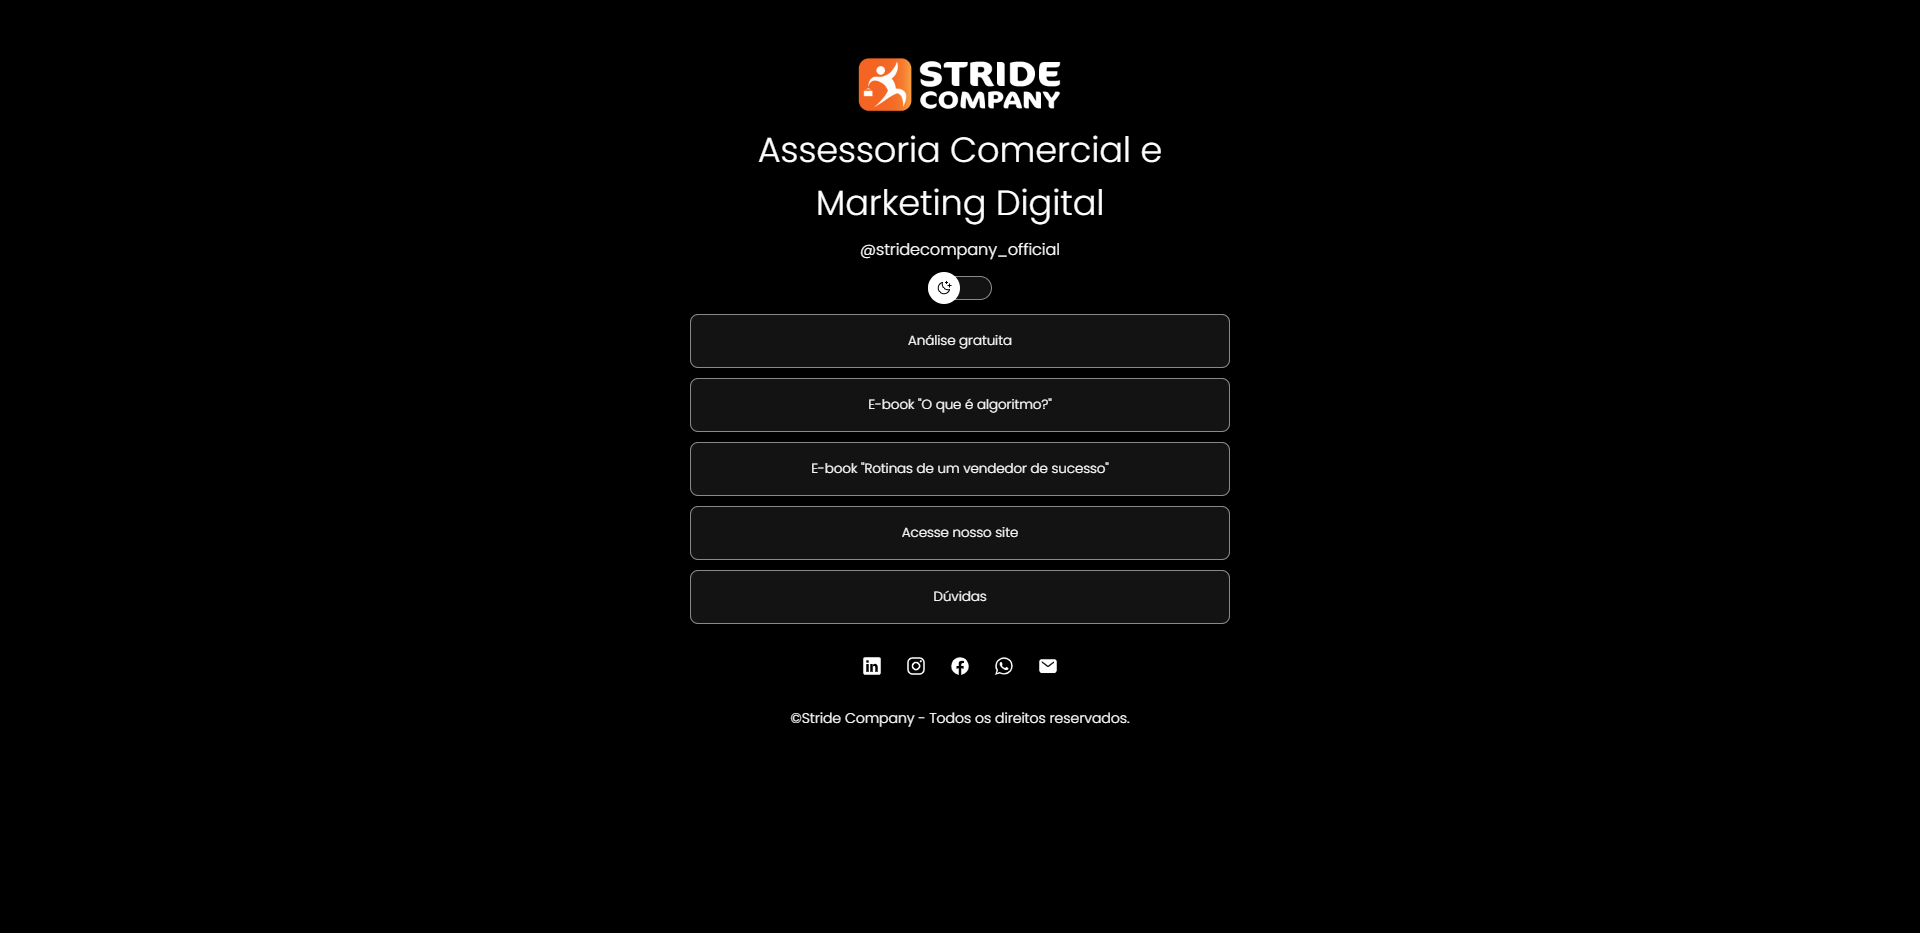 STRIDE
COMPANY
Assessoria Comercial e
Marketing Digital
@stridecompany_official
Análise gratuita
E-book "O que é algoritmo?"
E-book "Rotinas de um vendedor de sucesso"
Acesse nosso site
Dúvidas
©Stride Company - Todos os direitos reservados.